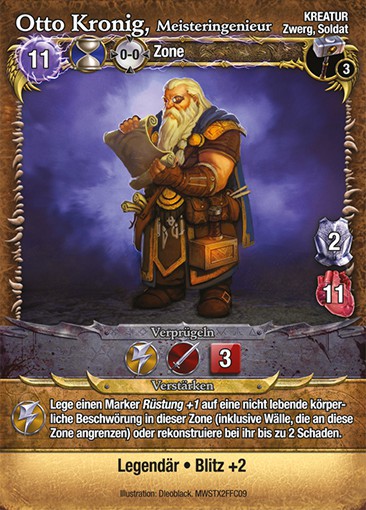 Otto Kronig, Meisteringenieur
KREATUR
Zwerg, Soldat
11
0-0
Zone
3
2
11
Verprügeln
3
Verstärken
Lege einen Marker Rüstung +1 auf eine nicht lebende körper-
liche Beschwörung in dieser Zone (inklusive Wälle, die an diese
Zone angrenzen) oder rekonstruiere bei ihr bis zu 2 Schaden.
Legendär • Blitz +2
Illustration: Dleoblack. MWSTX2FFC09